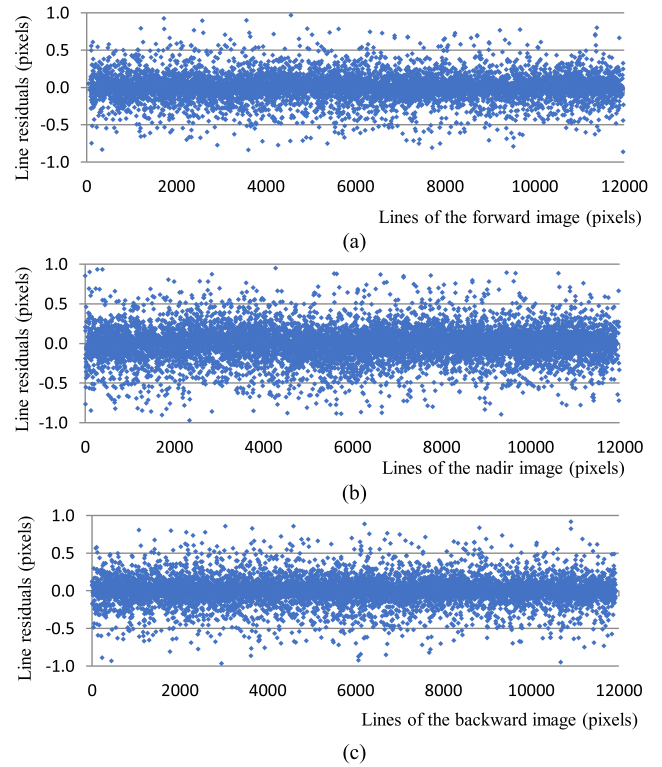 Line residuals (pixels)
1.0
0.5
0.0
-0.5
-1.0
0 2000 4000 6000 8000 10000 12000
Lines of the forward image (pixels)
(a)
Line residuals (pixels)
1.0
0.5
0.0
-0.5
-1.0
0 2000 4000 6000 8000 10000 12000
Lines of the nadir image (pixels)
(b)
Line residuals (pixels)
1.0
0.5
0.0
-0.5
-1.0
0 2000 4000 6000 8000 10000 12000
Lines of the backward image (pixels)
(c)